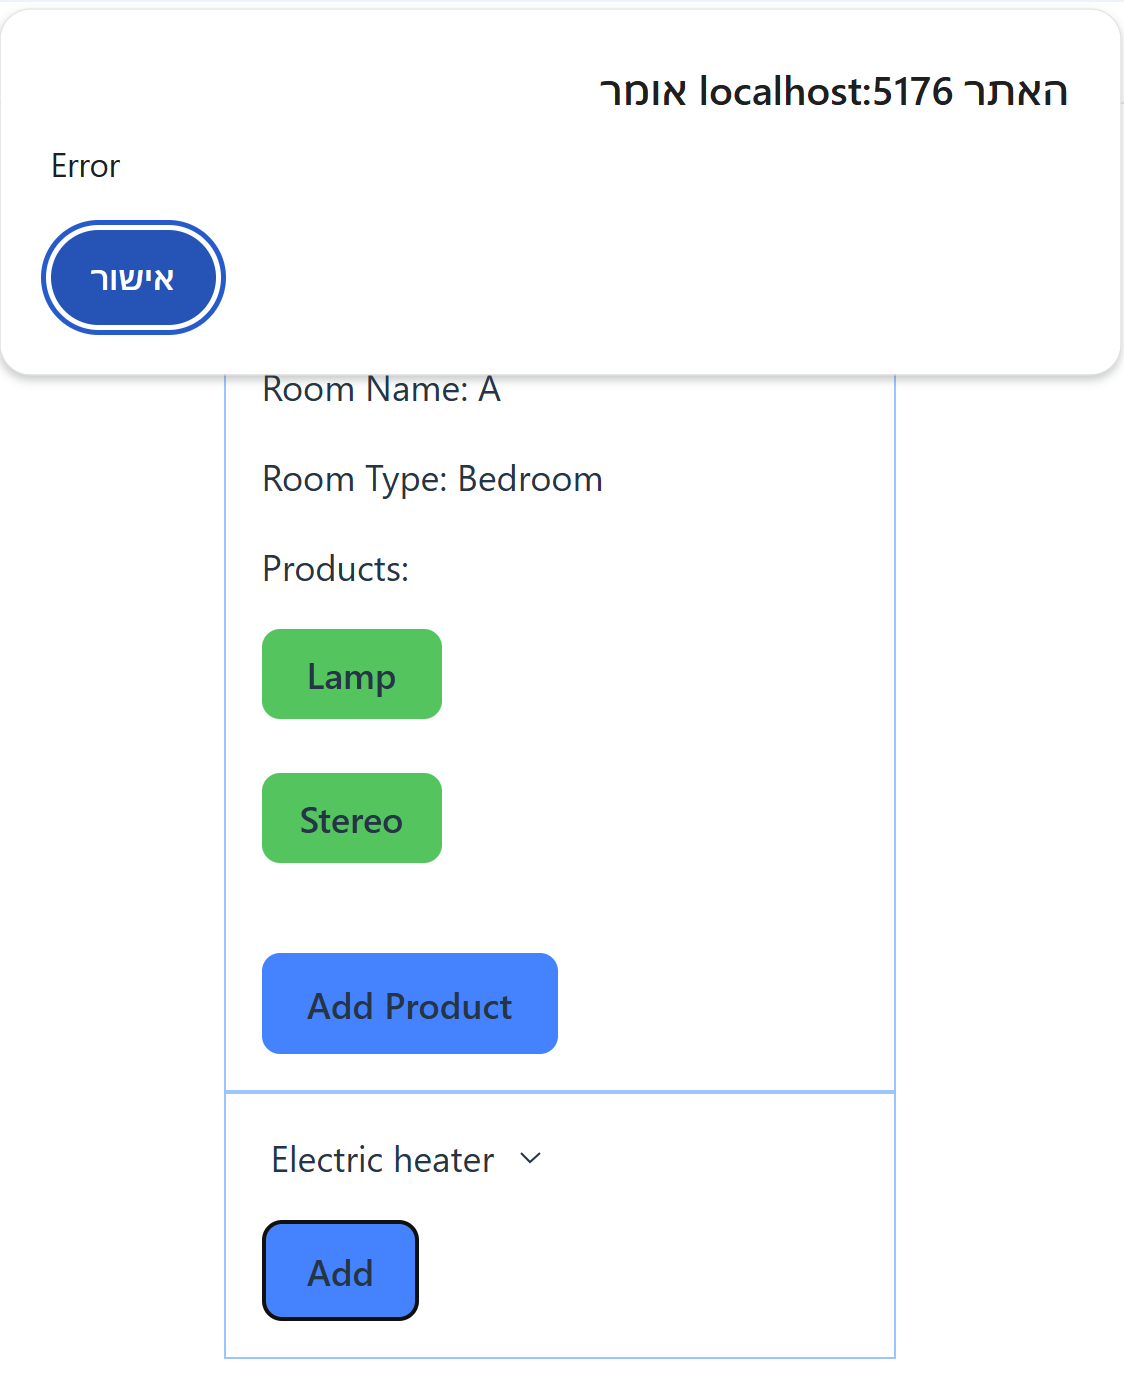 האתר localhost:5176 אומר
Error
אישור
Room Name: A
Room Type: Bedroom
Products:
Lamp
Stereo
Add Product
Electric heater
Add